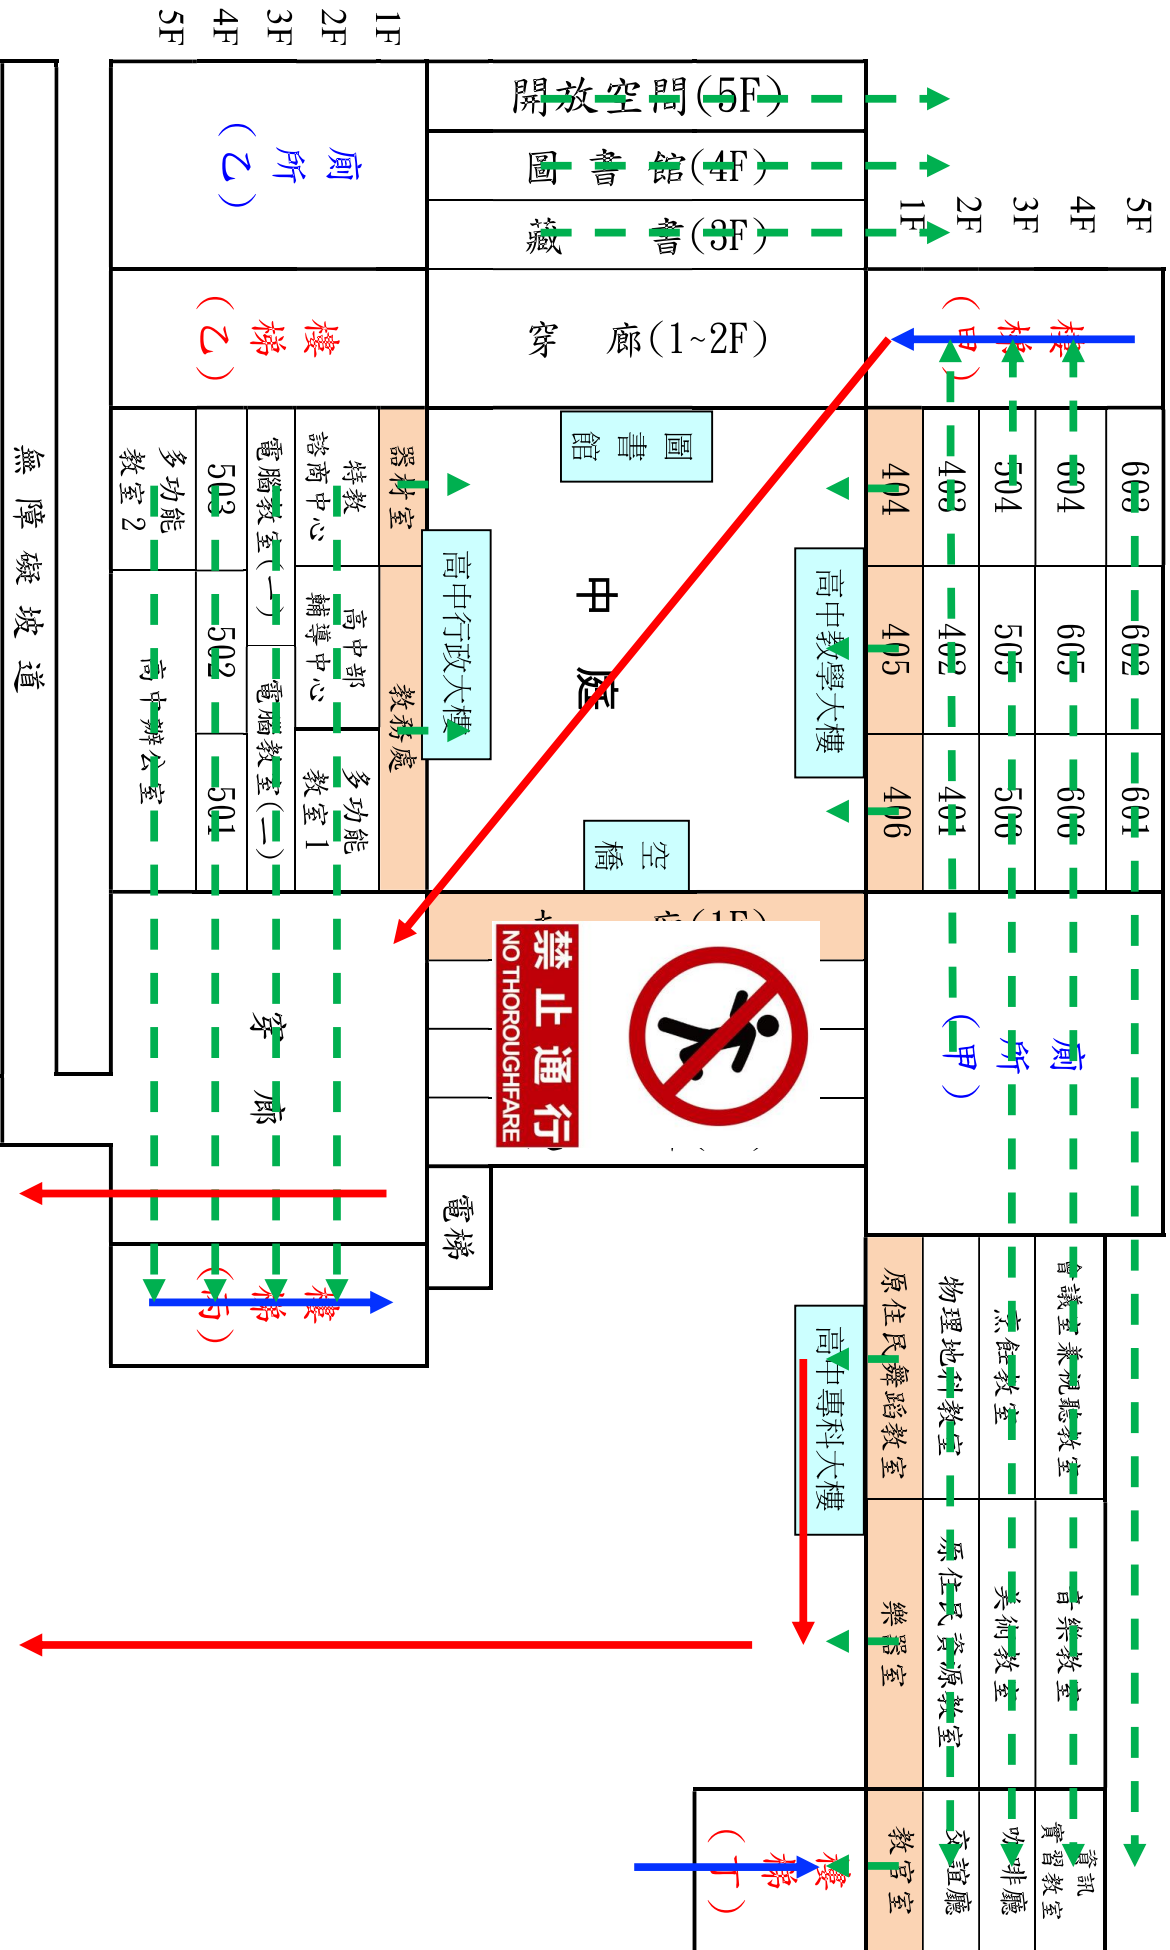 1F
2F
3F
4F
5F
開放空間(5F)
圖書館(4F)
藏 書(3F)
穿 廊(1~2F)
廁所(乙)
樓梯(乙)
5F
4F
3F
2F
1F
樓梯(甲)
603
602
601
604
605
606
504
505
506
403
402
401
404
405
406
圖書館
中庭
高中教學大樓
高中行政大樓
空橋
器材室
教務處
特教
諮商中心
高中部
輔導中心
多功能
教室1
電腦教室(一)
電腦教室(二)
503
502
501
多功能
教室2
高中辦公室
無障礙坡道
禁止通行
NO THOROUGHFARE
廁所(甲)
穿廊
電梯
樓梯(丙)
高中專科大樓
會議室兼視聽教室
音樂教室
資訊
實習教室
烹飪教室
美術教室
咖啡廳
物理地科教室
原住民資源教室
交誼廳
原住民舞蹈教室
樂器室
教官室
樓梯(丁)